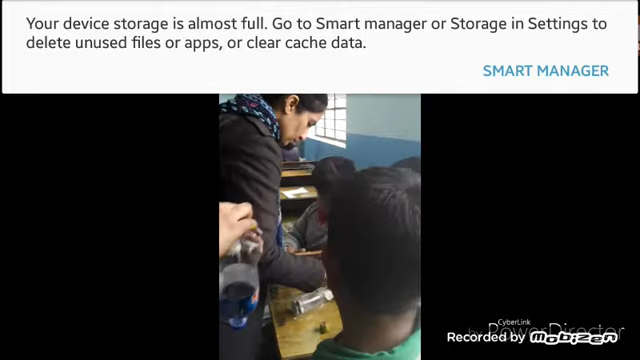 Your device storage is almost full. Go to Smart manager or Storage in Settings to
delete unused files or apps, or clear cache data.
SMART MANAGER
CyberLink
by PowerDirector
Recorded by mobizen